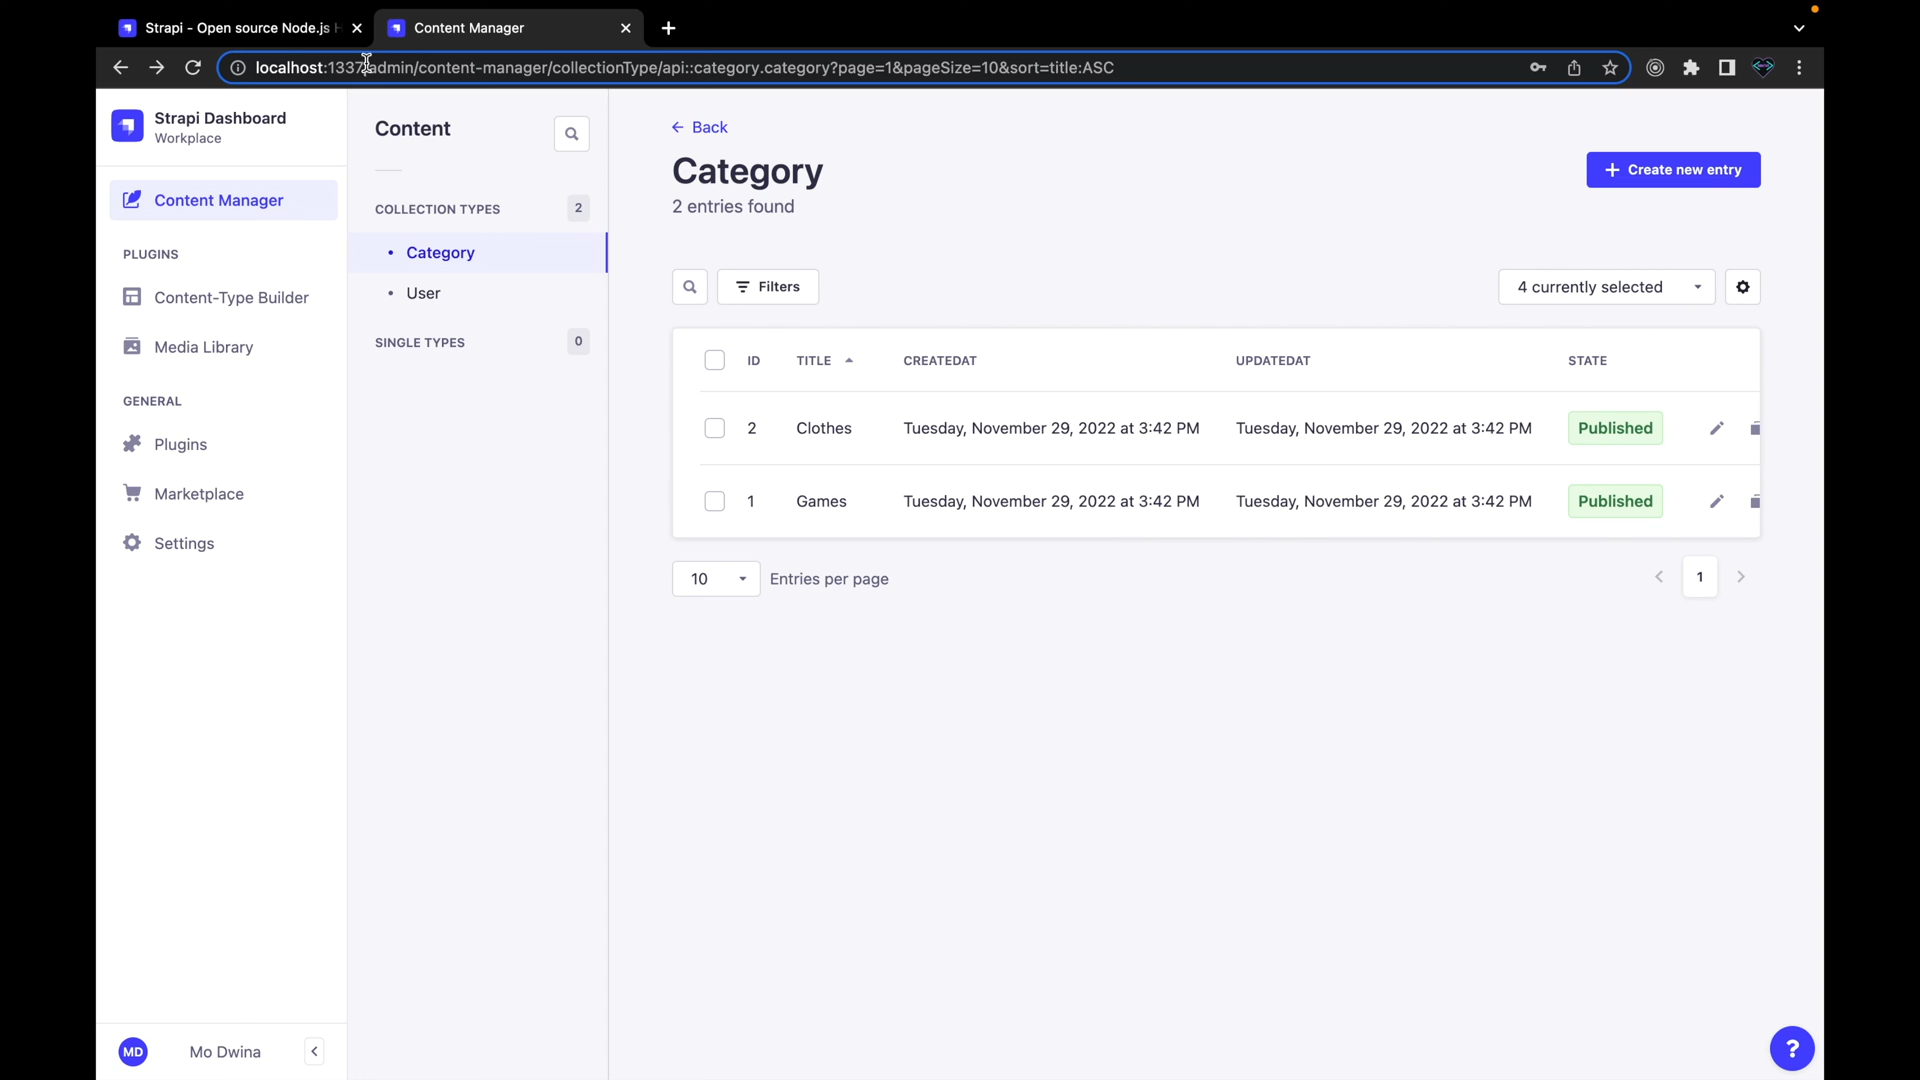 Strapi - Open source Node.js H
Content Manager
localhost:1337/admin/content-manager/collectionType/api::category.category?page=1&pageSize=10&sort=title:ASC
Strapi Dashboard
Workplace
Content Manager
PLUGINS
Content-Type Builder
Media Library
GENERAL
Plugins
Marketplace
Settings
MD
Mo Dwina
Content
COLLECTION TYPES 2
• Category
• User
SINGLE TYPES 0
Back
Category
2 entries found
Create new entry
Filters
4 currently selected
ID TITLE CREATEDAT UPDATEDAT STATE
2 Clothes Tuesday, November 29, 2022 at 3:42 PM Tuesday, November 29, 2022 at 3:42 PM Published
1 Games Tuesday, November 29, 2022 at 3:42 PM Tuesday, November 29, 2022 at 3:42 PM Published
10 Entries per page
1
?